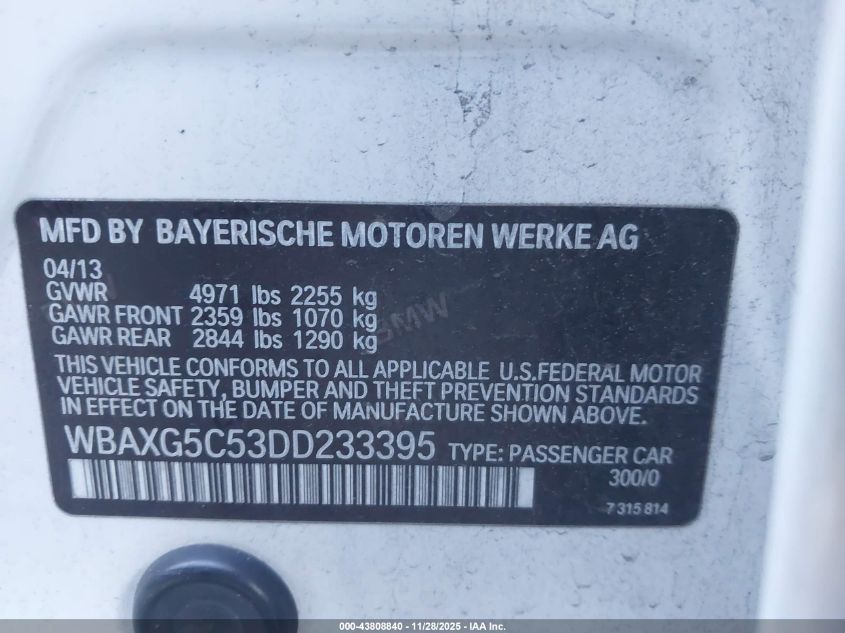 MFD BY BAYERISCHE MOTOREN WERKE AG
04/13
GVWR 4971 lbs 2255 kg
GAWR FRONT 2359 lbs 1070 kg
GAWR REAR 2844 lbs 1290 kg
BMW
THIS VEHICLE CONFORMS TO ALL APPLICABLE U.S.FEDERAL MOTOR
VEHICLE SAFETY, BUMPER AND THEFT PREVENTION STANDARDS
IN EFFECT ON THE DATE OF MANUFACTURE SHOWN ABOVE.
WBAXG5C53DD233395 TYPE: PASSENGER CAR
300/0
7 315 814
000-43808840 - 11/28/2025 - IAA Inc.